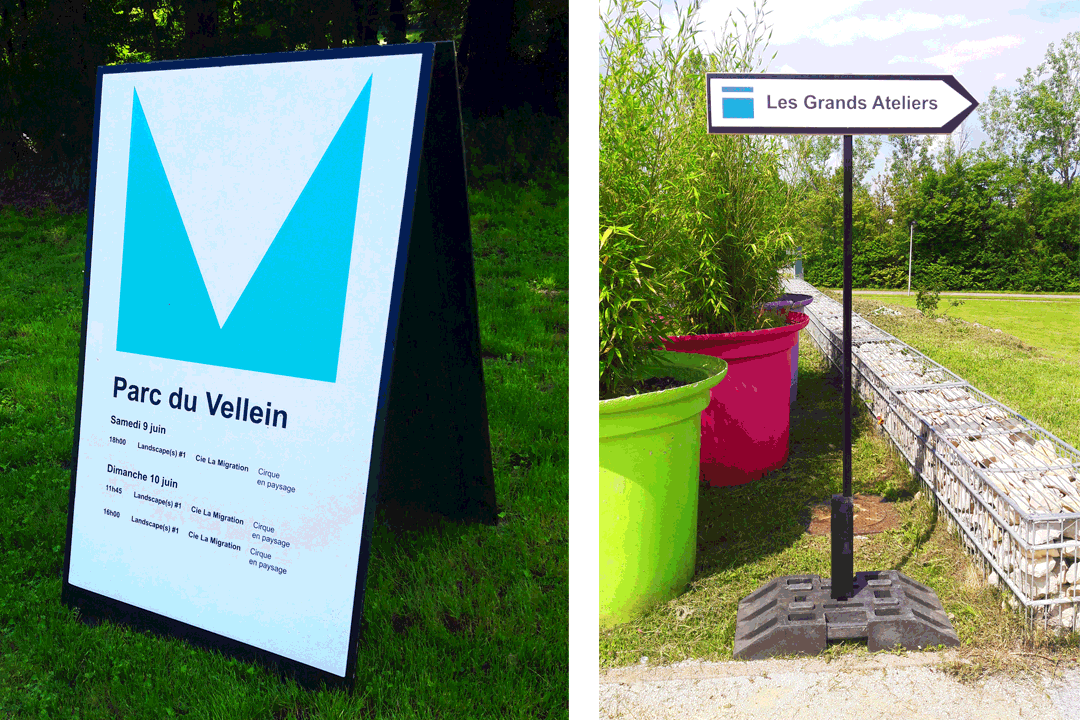 Parc du Vellein
Samedi 9 juin
18h00 Landscape(s) #1 Cie La Migration Cirque
en paysage
Dimanche 10 juin
11h45 Landscape(s) #1 Cie La Migration Cirque
en paysage
16h00 Landscape(s) #1 Cie La Migration Cirque
en paysage
Les Grands Ateliers